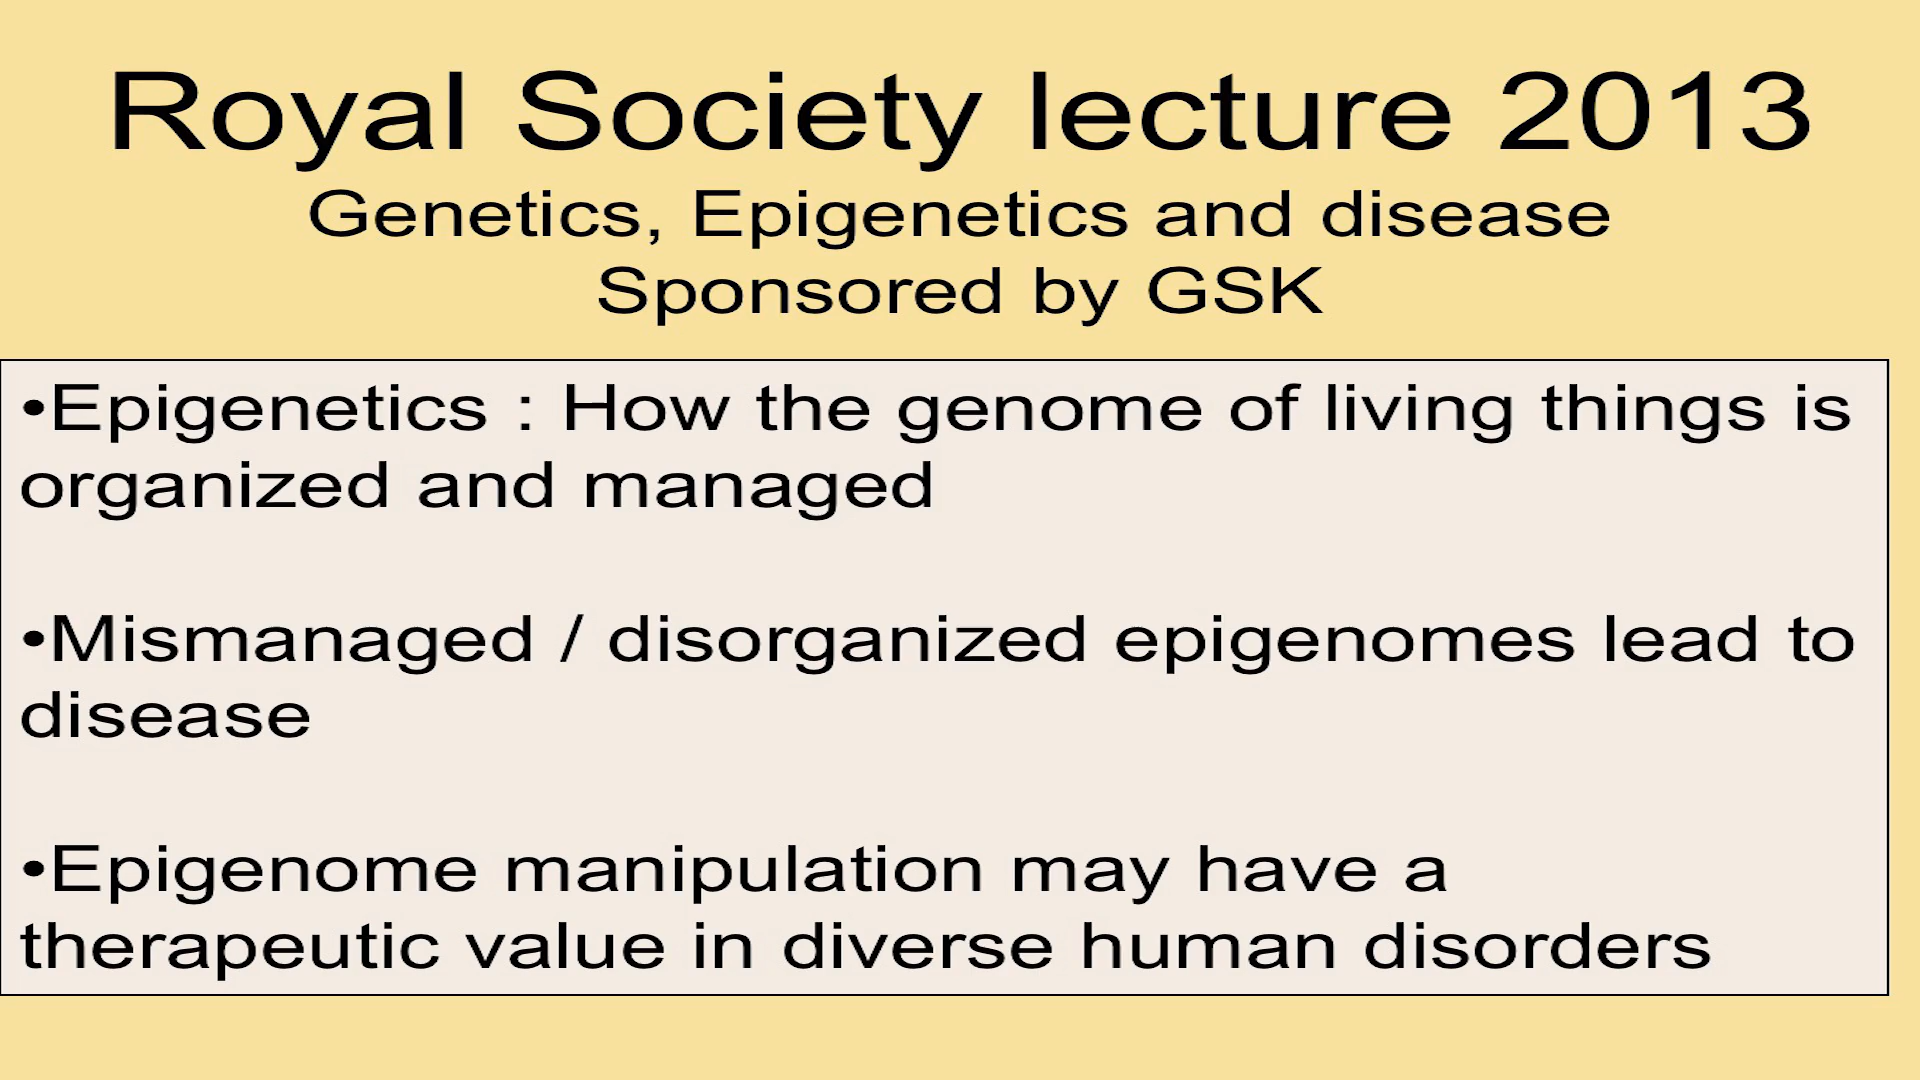 Royal Society lecture 2013
Genetics, Epigenetics and disease
Sponsored by GSK
•Epigenetics : How the genome of living things is
organized and managed
•Mismanaged / disorganized epigenomes lead to
disease
•Epigenome manipulation may have a
therapeutic value in diverse human disorders